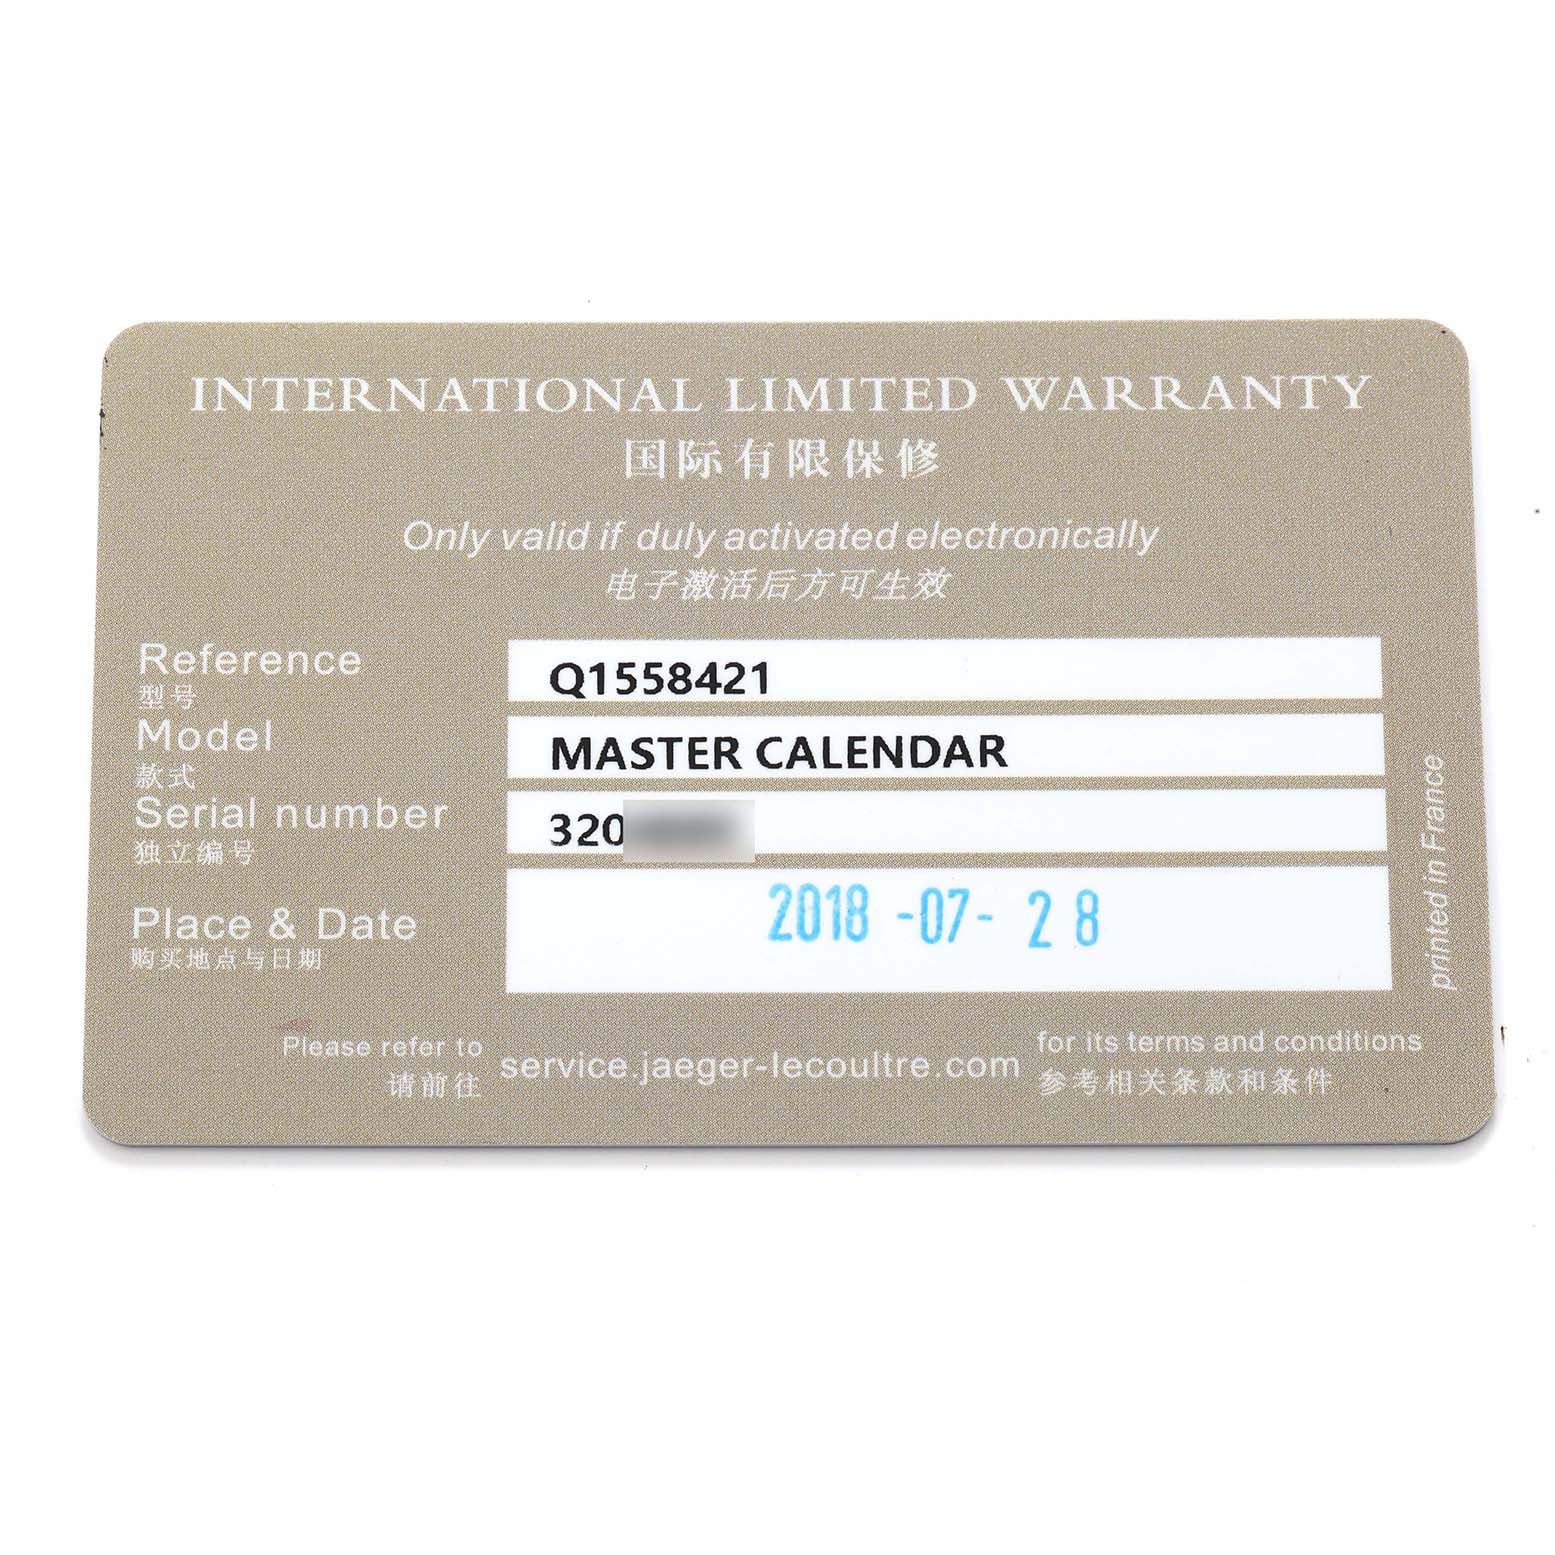 INTERNATIONAL LIMITED WARRANTY
国际有限保修
Only valid if duly activated electronically
电子激活后方可生效
Reference
型号
Q1558421
Model
款式
MASTER CALENDAR
Serial number
独立编号
320
Place & Date
购买地点与日期
2018 -07- 28
printed in France
Please refer to
请前往
service.jaeger-lecoultre.com
for its terms and conditions
参考相关条款和条件